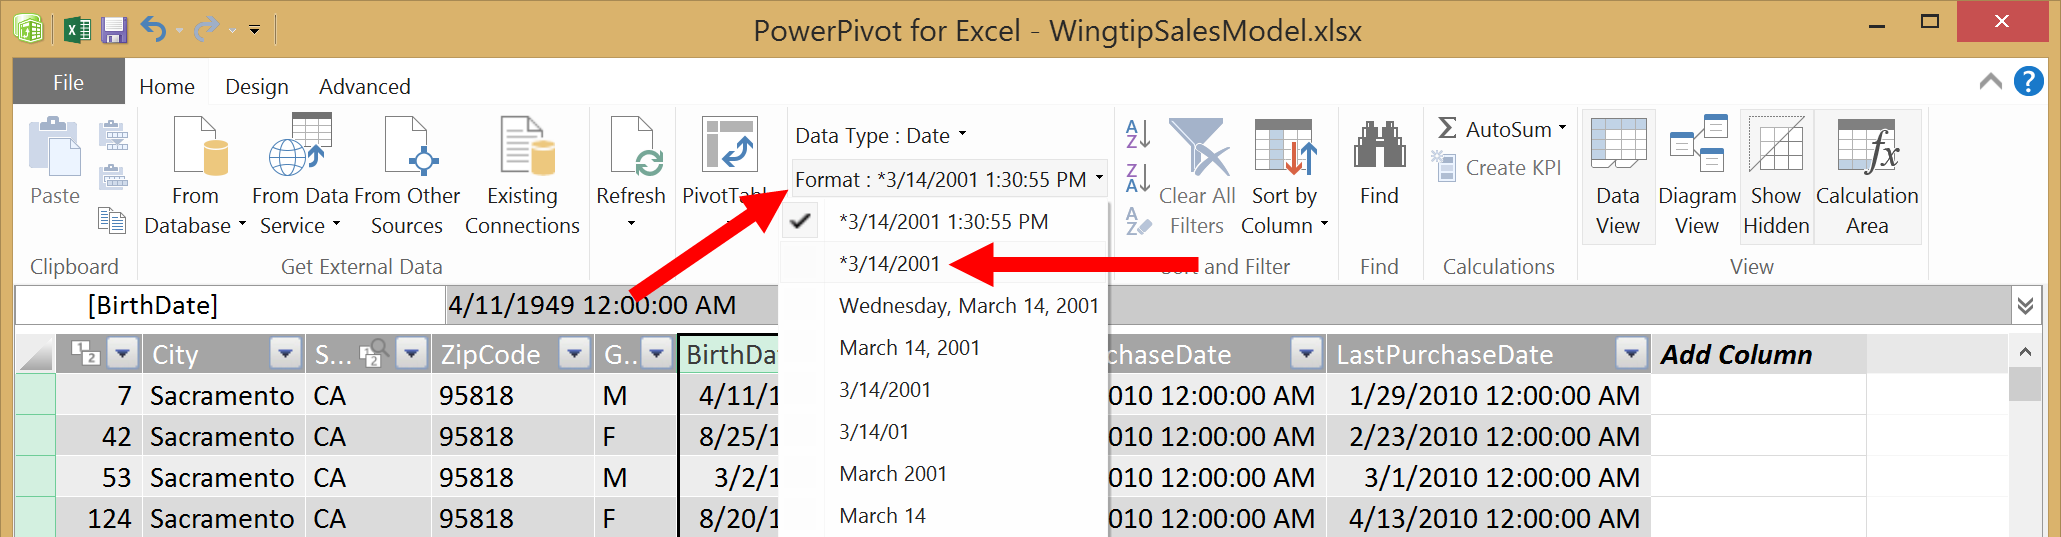 PowerPivot for Excel - WingtipSalesModel.xlsx
File Home Design Advanced
Paste
Clipboard
From
Database
From Data
Service
From Other
Sources
Existing
Connections
Get External Data
Refresh
PivotTabl
Data Type : Date
Format : *3/14/2001 1:30:55 PM
*3/14/2001 1:30:55 PM
*3/14/2001
Wednesday, March 14, 2001
March 14, 2001
3/14/2001
3/14/01
March 2001
March 14
Clear All
Filters
Sort by
Column
and Filter
Find
Find
AutoSum
Create KPI
Calculations
Data
View
Diagram
View
Show
Hidden
Calculation
Area
View
[BirthDate] 4/11/1949 12:00:00 AM
City S... ZipCode G... BirthDa chaseDate LastPurchaseDate Add Column
7 Sacramento CA 95818 M 4/11/1 010 12:00:00 AM 1/29/2010 12:00:00 AM
42 Sacramento CA 95818 F 8/25/1 010 12:00:00 AM 2/23/2010 12:00:00 AM
53 Sacramento CA 95818 M 3/2/1 010 12:00:00 AM 3/1/2010 12:00:00 AM
124 Sacramento CA 95818 F 8/20/1 010 12:00:00 AM 4/13/2010 12:00:00 AM